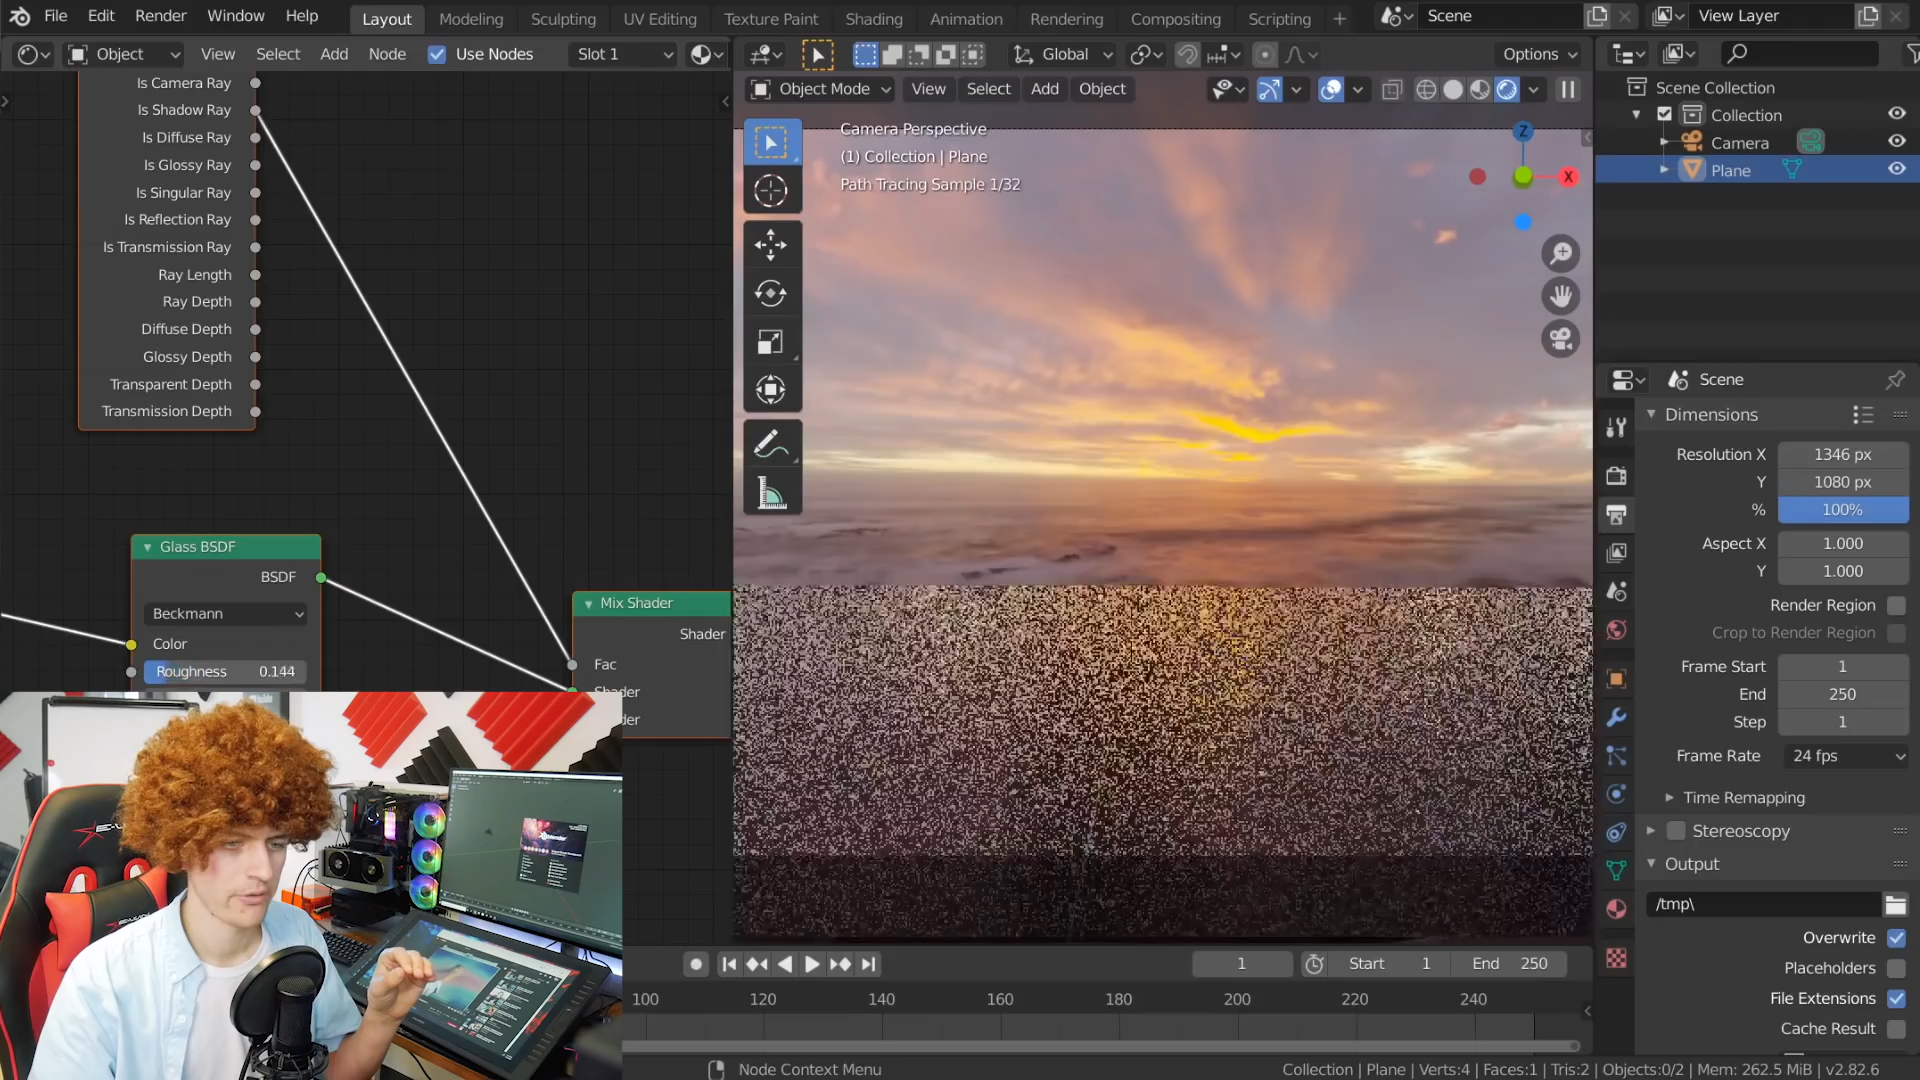 File Edit Render Window Help Layout Modeling Sculpting UV Editing Texture Paint Shading Animation Rendering Compositing Scripting + Scene View Layer
Object View Select Add Node Use Nodes Slot 1
Global Options
Object Mode View Select Add Object
Is Camera Ray
Is Shadow Ray
Is Diffuse Ray
Is Glossy Ray
Is Singular Ray
Is Reflection Ray
Is Transmission Ray
Ray Length
Ray Depth
Diffuse Depth
Glossy Depth
Transparent Depth
Transmission Depth
Glass BSDF
BSDF
Beckmann
Color
Roughness 0.144
Mix Shader
Shader
Fac
Shader
Camera Perspective
(1) Collection | Plane
Path Tracing Sample 1/32
Z
X
Scene Collection
Collection
Camera
Plane
Scene
Dimensions
Resolution X 1346 px
Y 1080 px
% 100%
Aspect X 1.000
Y 1.000
Render Region
Crop to Render Region
Frame Start 1
End 250
Step 1
Frame Rate 24 fps
Time Remapping
Stereoscopy
Output
/tmp\
Overwrite
Placeholders
File Extensions
Cache Result
1 Start 1 End 250
100 120 140 160 180 200 220 240
Node Context Menu
Collection | Plane | Verts:4 | Faces:1 | Tris:2 | Objects:0/2 | Mem: 262.5 MiB | v2.82.6